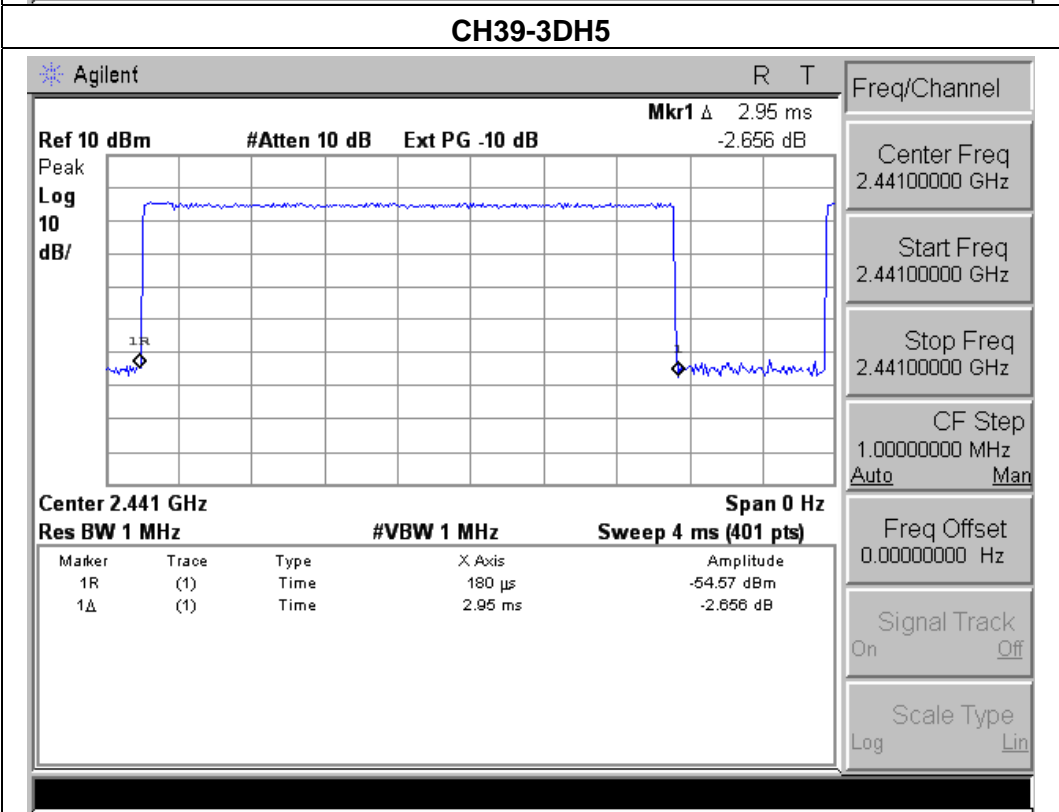 CH39-3DH5
Agilent R T
Mkr1 Δ 2.95 ms
Ref 10 dBm #Atten 10 dB Ext PG -10 dB -2.656 dB
Peak
Log
10
dB/
1R
1
Center 2.441 GHz Span 0 Hz
Res BW 1 MHz #VBW 1 MHz Sweep 4 ms (401 pts)
Marker Trace Type X Axis Amplitude
1R (1) Time 180 µs -54.57 dBm
1Δ (1) Time 2.95 ms -2.656 dB
Freq/Channel
Center Freq
2.44100000 GHz
Start Freq
2.44100000 GHz
Stop Freq
2.44100000 GHz
CF Step
1.00000000 MHz
Auto Man
Freq Offset
0.00000000 Hz
Signal Track
On Off
Scale Type
Log Lin